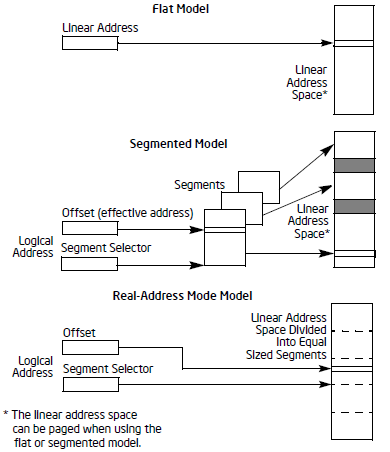 Flat Model
Linear Address
Linear
Address
Space*
Segmented Model
Segments
Offset (effective address)
Logical
Address
Segment Selector
Linear
Address
Space*
Real-Address Mode Model
Linear Address
Space Divided
Into Equal
Sized Segments
Offset
Logical
Address
Segment Selector
* The linear address space
can be paged when using the
flat or segmented model.